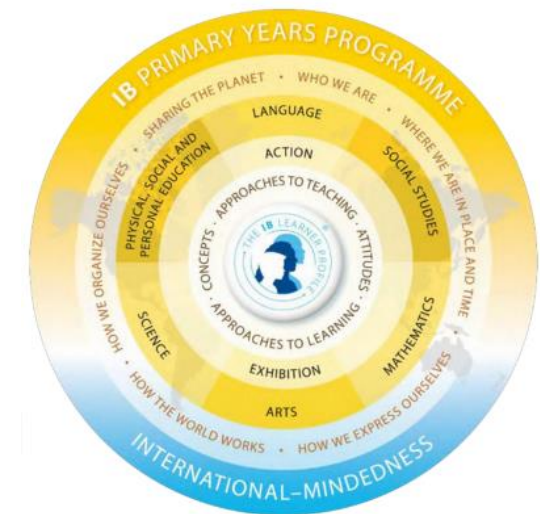 IB PRIMARY YEARS PROGRAMME
SHARING THE PLANET • WHO WE ARE • WHERE WE ARE IN PLACE AND TIME • HOW WE EXPRESS OURSELVES • HOW THE WORLD WORKS • HOW WE ORGANIZE OURSELVES •
LANGUAGE
SOCIAL STUDIES
MATHEMATICS
ARTS
SCIENCE
PHYSICAL, SOCIAL AND
PERSONAL EDUCATION
ACTION
EXHIBITION
APPROACHES TO TEACHING · ATTITUDES · APPROACHES TO LEARNING · CONCEPTS ·
THE IB LEARNER PROFILE
®
INTERNATIONAL–MINDEDNESS